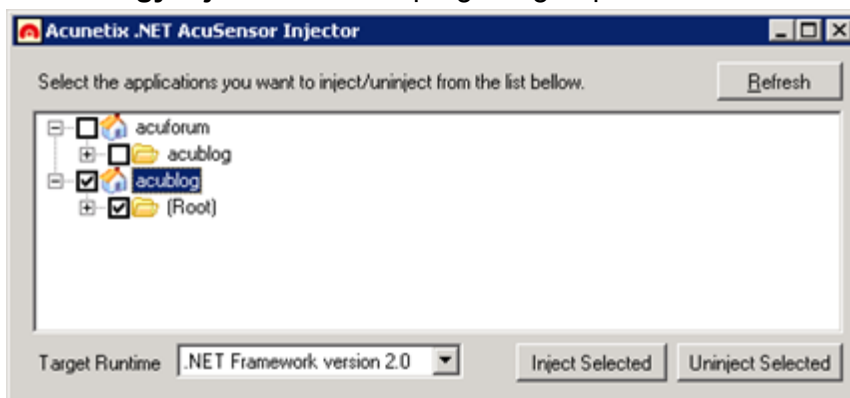 Acunetix .NET AcuSensor Injector
Select the applications you want to inject/uninject from the list bellow.
Refresh
acuforum
acublog
acublog
(Root)
Target Runtime .NET Framework version 2.0 Inject Selected Uninject Selected